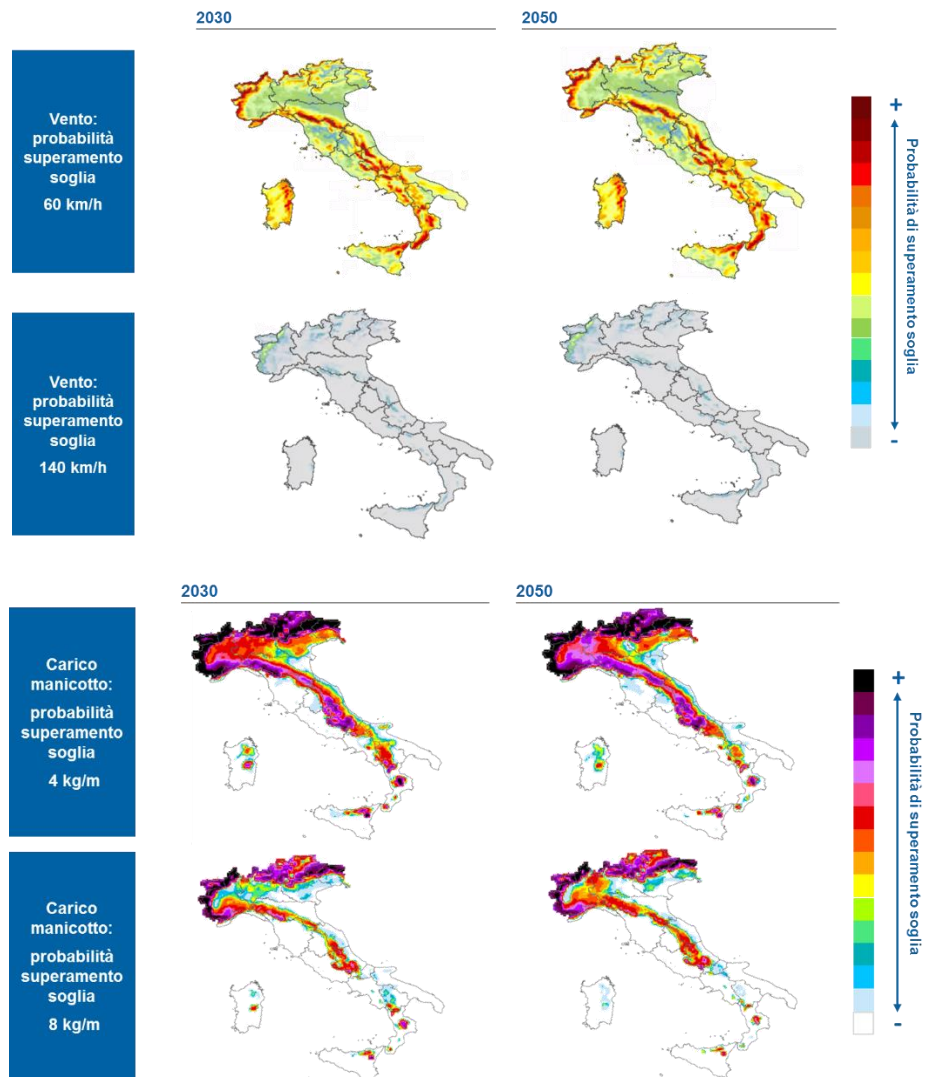 2030
2050
Vento:
probabilità
superamento
soglia
60 km/h
Vento:
probabilità
superamento
soglia
140 km/h
+
Probabilità di superamento soglia
-
2030
2050
Carico
manicotto:
probabilità
superamento
soglia
4 kg/m
Carico
manicotto:
probabilità
superamento
soglia
8 kg/m
+
Probabilità di superamento soglia
-